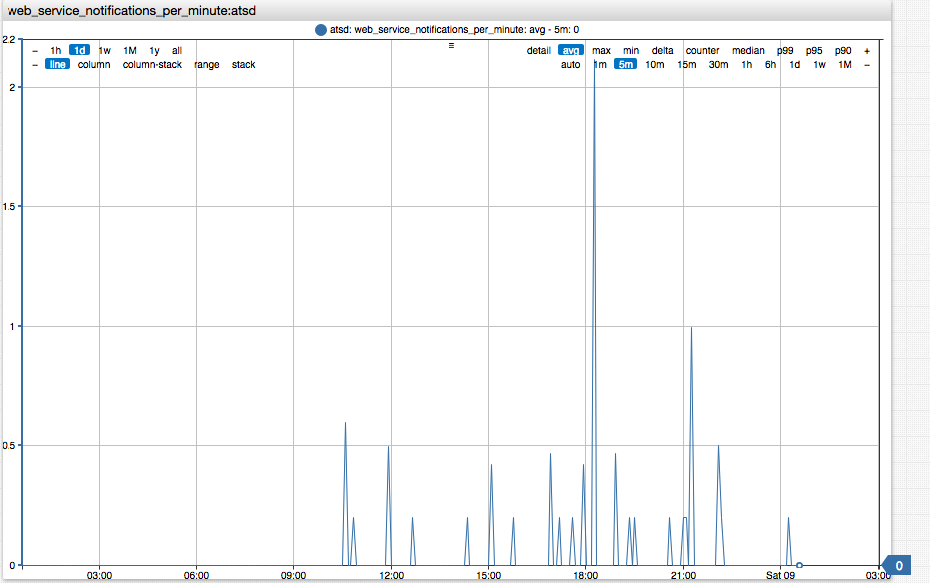 web_service_notifications_per_minute:atsd
atsd: web_service_notifications_per_minute: avg - 5m: 0
– 1h 1d 1w 1M 1y all detail avg max min delta counter median p99 p95 p90 +
– line column column-stack range stack auto 1m 5m 10m 15m 30m 1h 6h 1d 1w 1M –
2.2
2
1.5
1
0.5
0
0
03:00 06:00 09:00 12:00 15:00 18:00 21:00 Sat 09 03:00